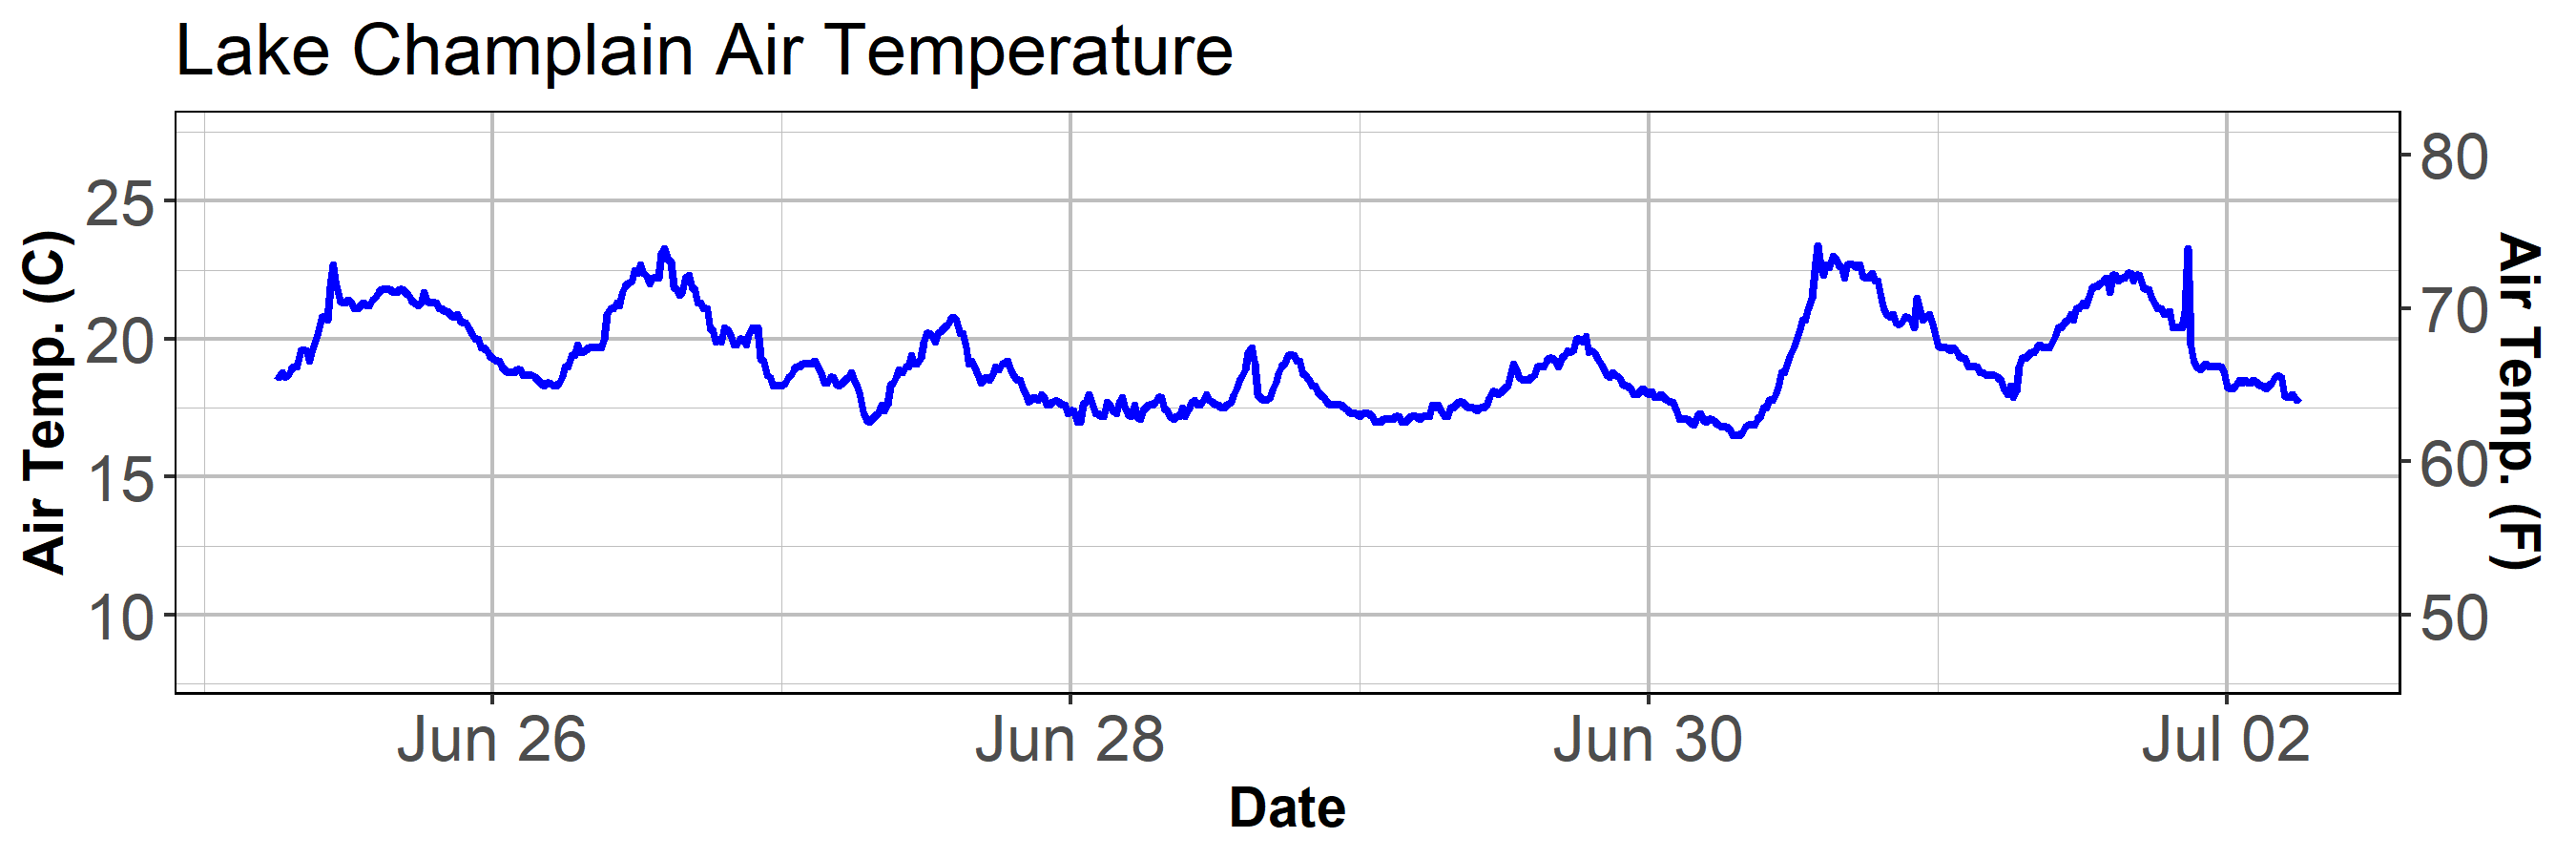 Lake Champlain Air Temperature
Air Temp. (C)
25
20
15
10
80
70
60
50
Air Temp. (F)
Jun 26 Jun 28 Jun 30 Jul 02
Date